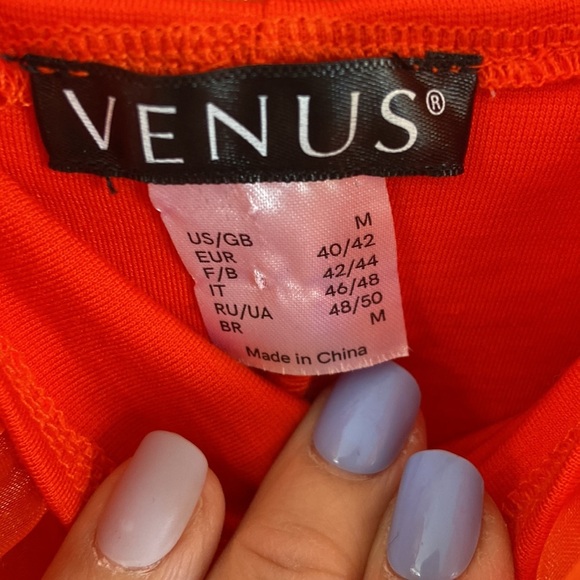 VENUS®
US/GB M
EUR 40/42
F/B 42/44
IT 46/48
RU/UA 48/50
BR M
Made in China